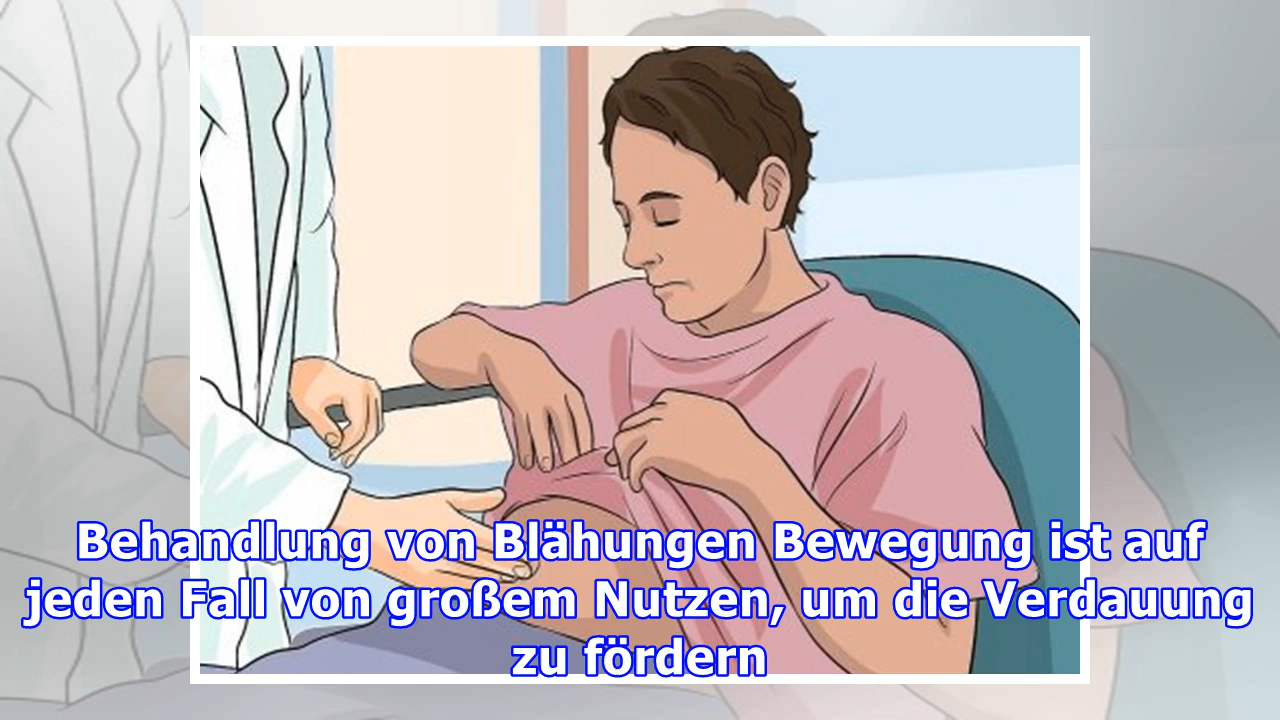 Behandlung von Blähungen Bewegung ist auf
jeden Fall von großem Nutzen, um die Verdauung
zu fördern